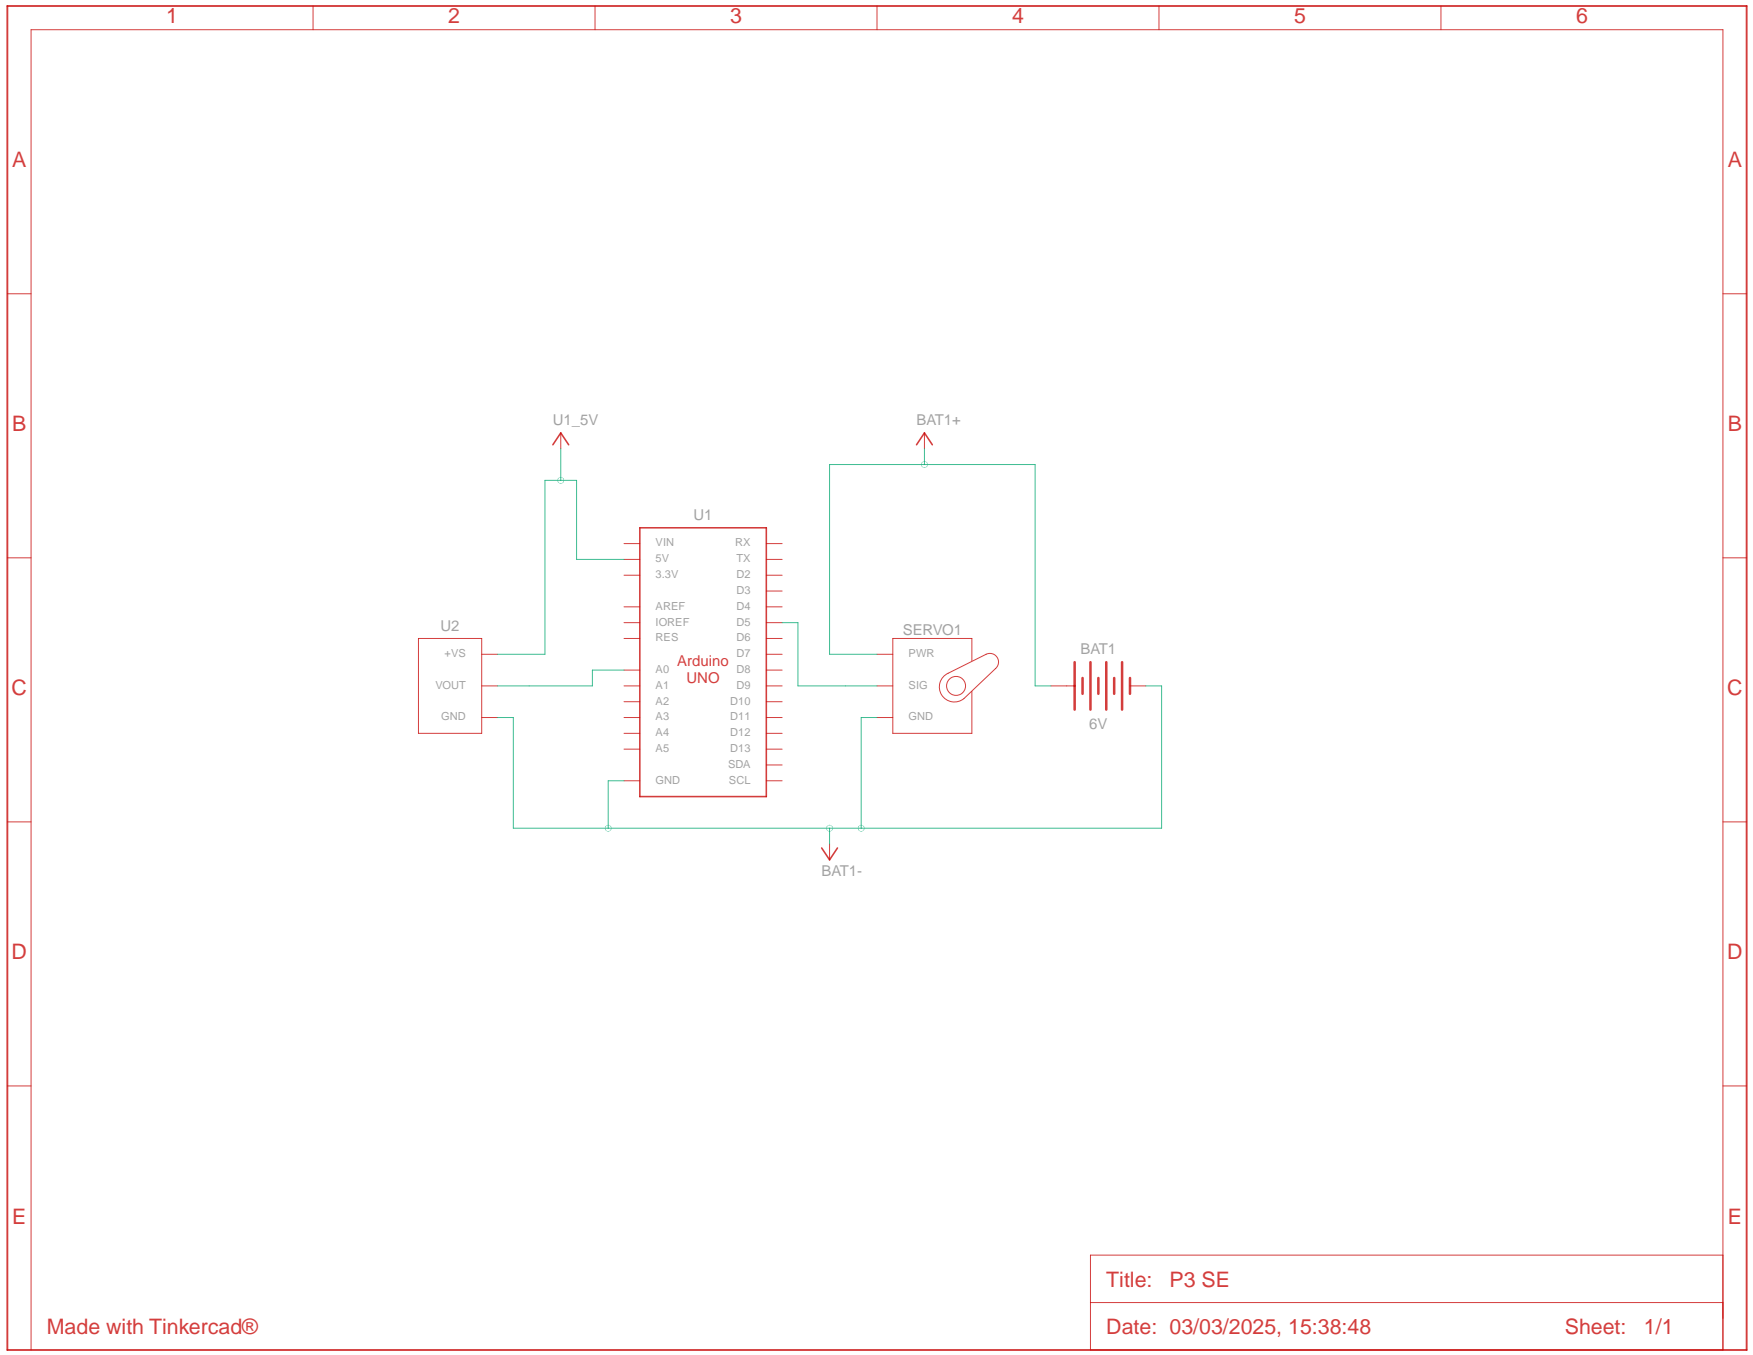 1 2 3 4 5 6
A A
B B
U1_5V BAT1+
U1
VIN RX
5V TX
3.3V D2
D3
AREF D4
IOREF D5
RES D6
D7
A0 D8
A1 D9
A2 D10
A3 D11
A4 D12
A5 D13
SDA
GND SCL
Arduino
UNO
U2
+VS
VOUT
GND
SERVO1
PWR
SIG
GND
BAT1
6V
C C
BAT1-
D D
E E
Title: P3 SE
Date: 03/03/2025, 15:38:48 Sheet: 1/1
Made with Tinkercad®